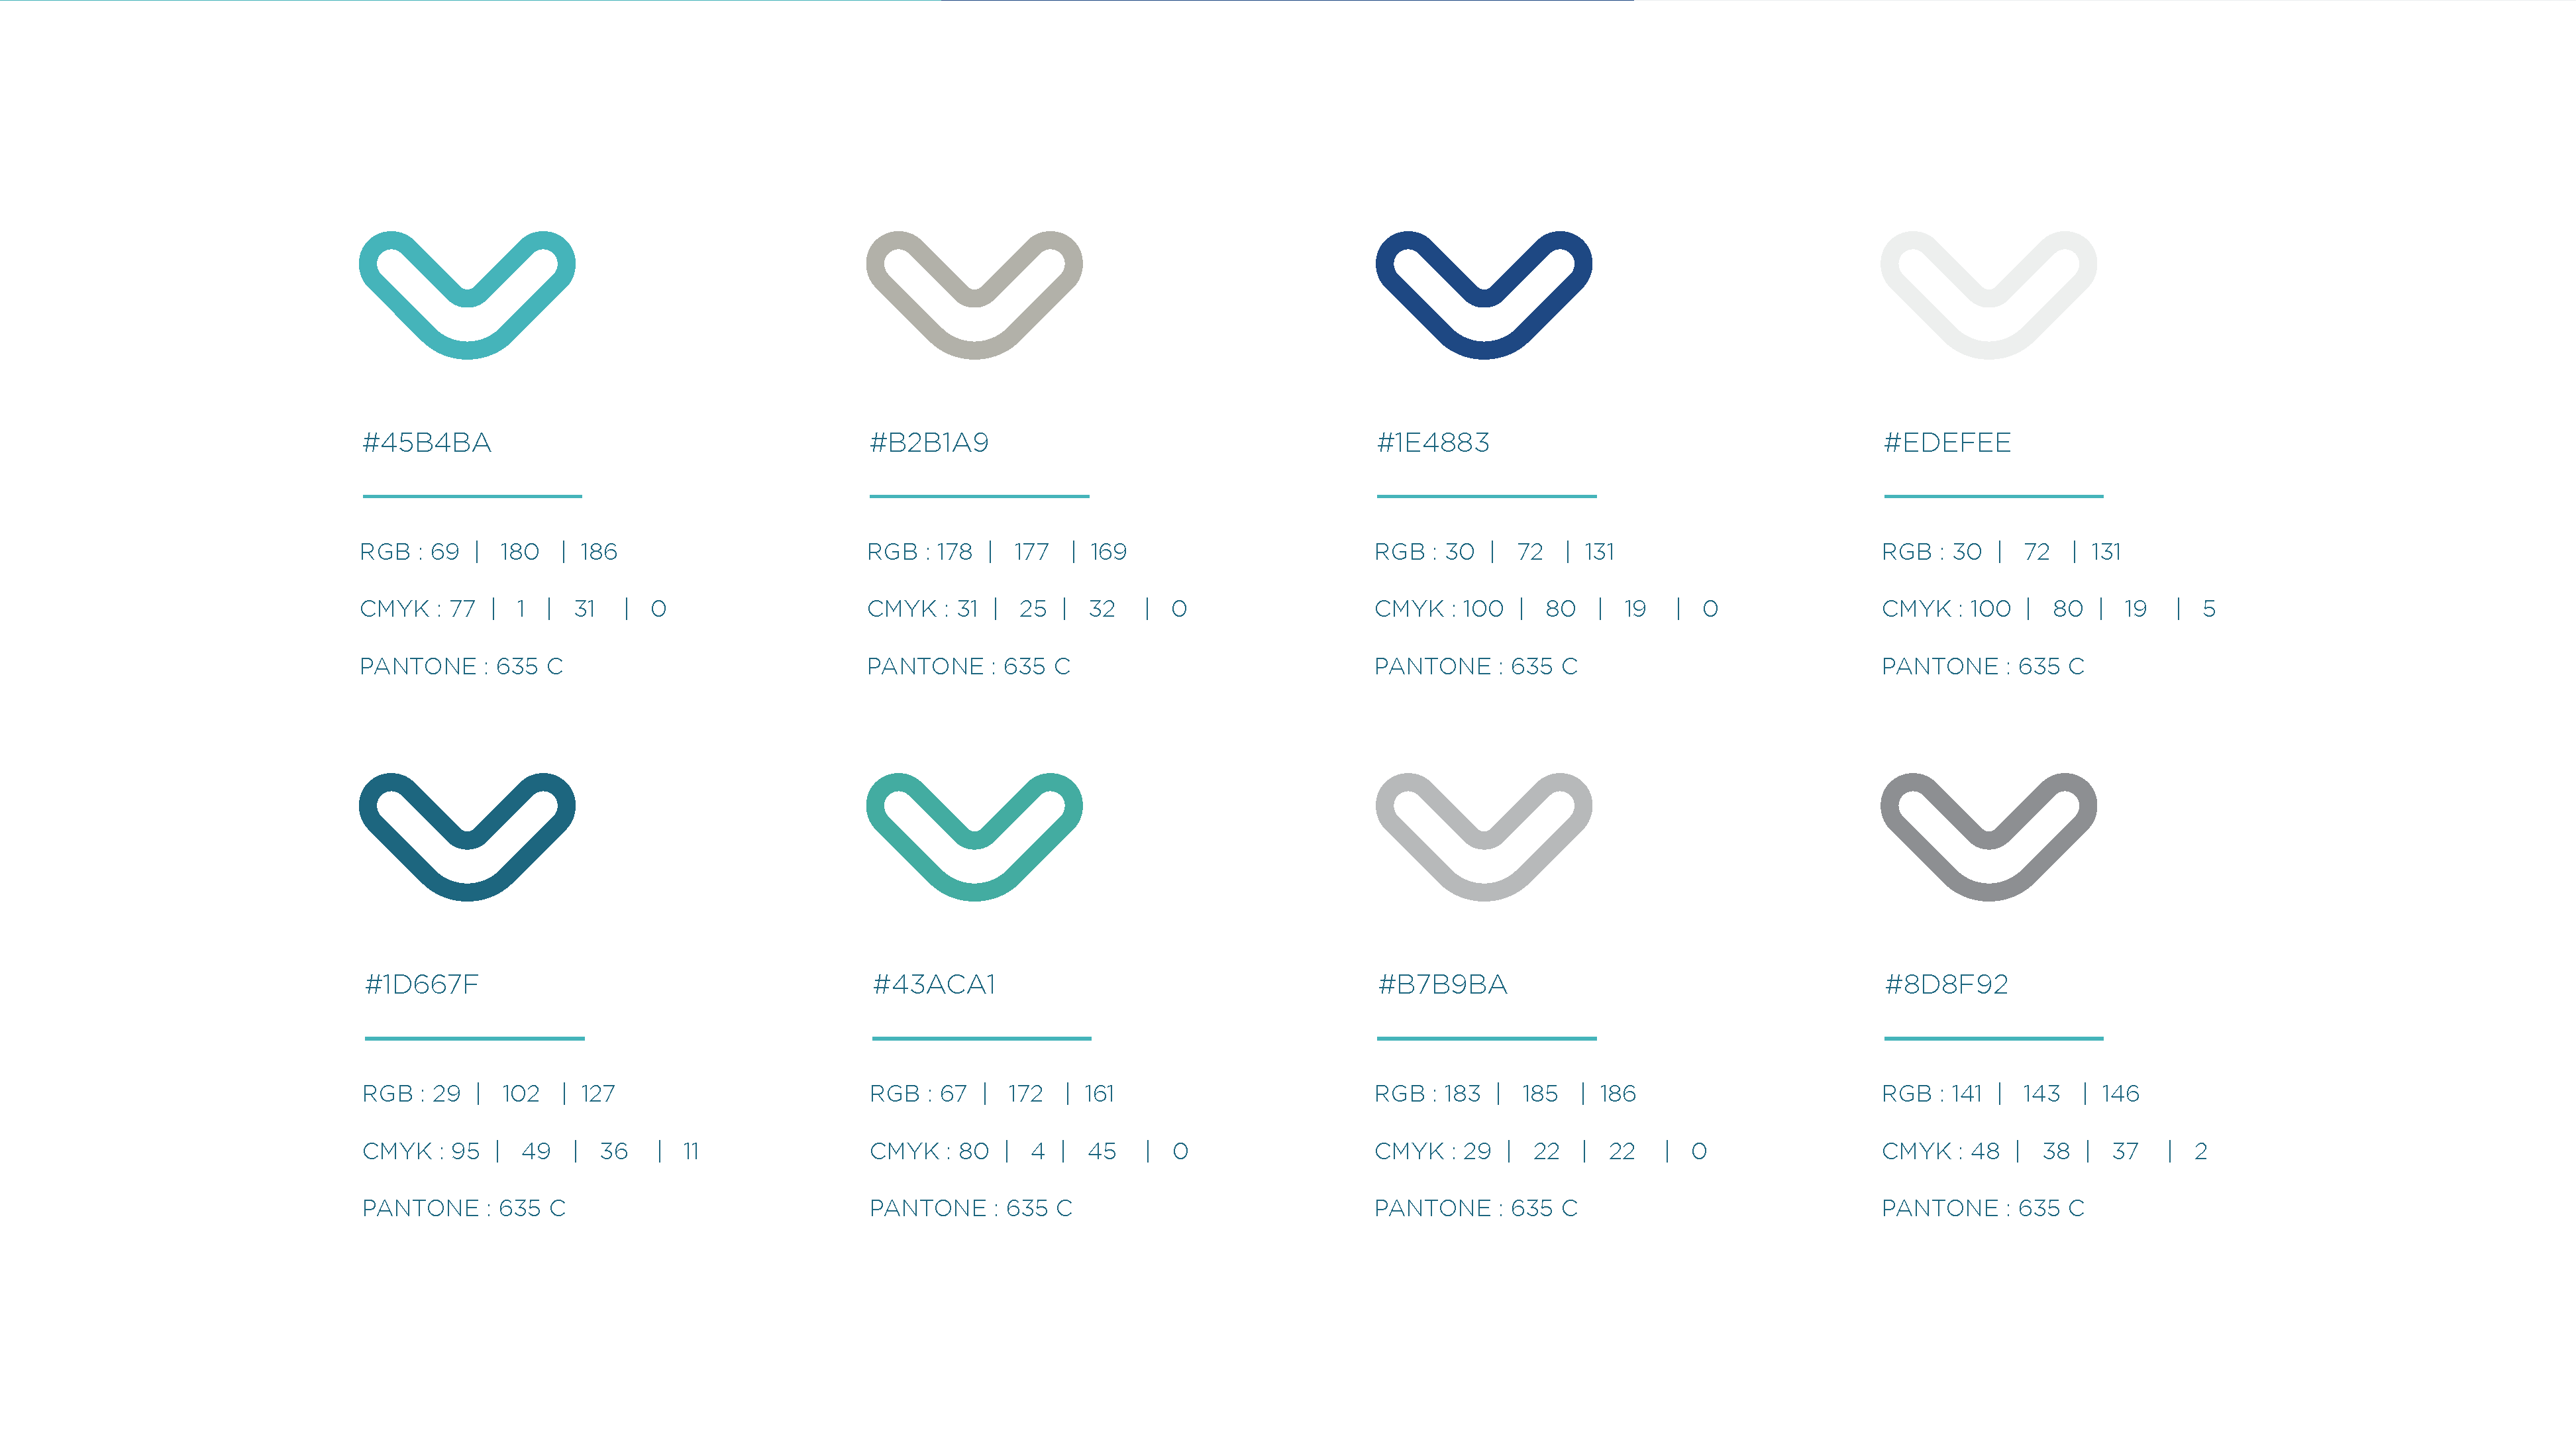 #45B4BA
RGB : 69 | 180 | 186
CMYK : 77 | 1 | 31 | 0
PANTONE : 635 C
#B2B1A9
RGB : 178 | 177 | 169
CMYK : 31 | 25 | 32 | 0
PANTONE : 635 C
#1E4883
RGB : 30 | 72 | 131
CMYK : 100 | 80 | 19 | 0
PANTONE : 635 C
#EDEFEE
RGB : 30 | 72 | 131
CMYK : 100 | 80 | 19 | 5
PANTONE : 635 C
#1D667F
RGB : 29 | 102 | 127
CMYK : 95 | 49 | 36 | 11
PANTONE : 635 C
#43ACA1
RGB : 67 | 172 | 161
CMYK : 80 | 4 | 45 | 0
PANTONE : 635 C
#B7B9BA
RGB : 183 | 185 | 186
CMYK : 29 | 22 | 22 | 0
PANTONE : 635 C
#8D8F92
RGB : 141 | 143 | 146
CMYK : 48 | 38 | 37 | 2
PANTONE : 635 C